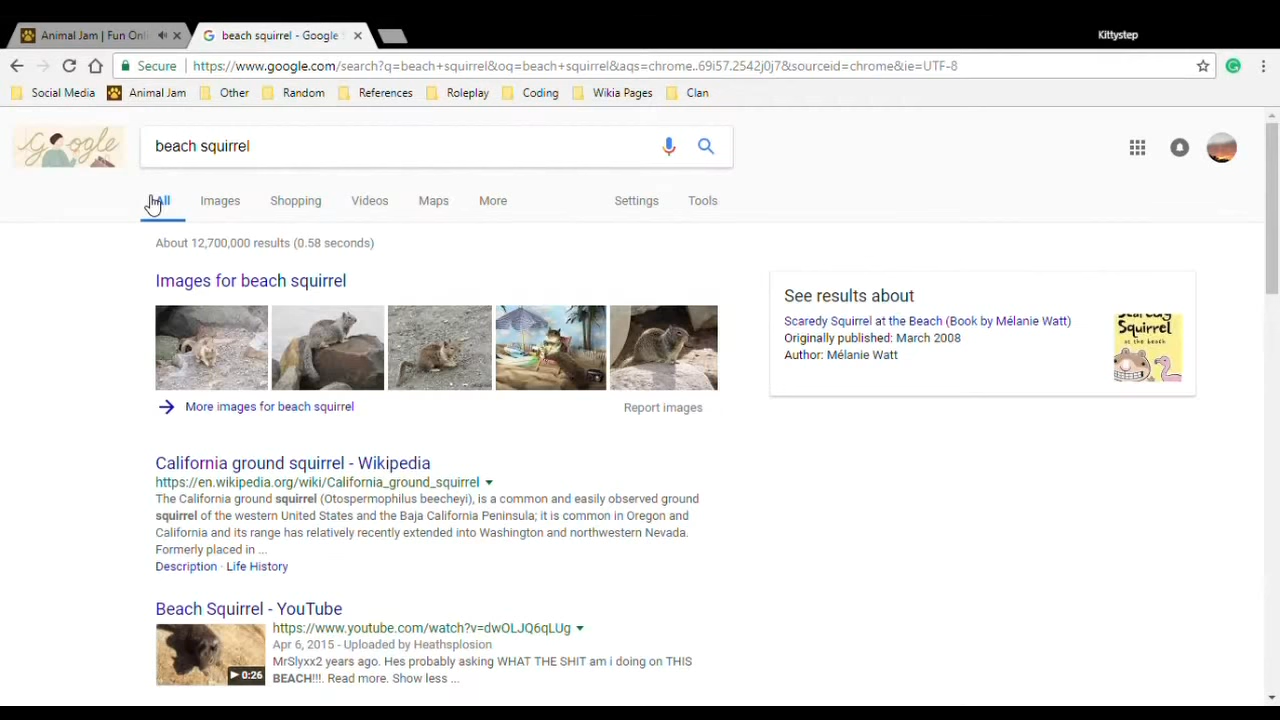 Animal Jam | Fun Onli
beach squirrel - Google
Kittystep
Secure
https://www.google.com/search?q=beach+squirrel&oq=beach+squirrel&aqs=chrome..69i57.2542j0j7&sourceid=chrome&ie=UTF-8
Social Media
Animal Jam
Other
Random
References
Roleplay
Coding
Wikia Pages
Clan
Google
beach squirrel
All
Images
Shopping
Videos
Maps
More
Settings
Tools
About 12,700,000 results (0.58 seconds)
Images for beach squirrel
More images for beach squirrel
Report images
California ground squirrel - Wikipedia
https://en.wikipedia.org/wiki/California_ground_squirrel
The California ground squirrel (Otospermophilus beecheyi), is a common and easily observed ground
squirrel of the western United States and the Baja California Peninsula; it is common in Oregon and
California and its range has relatively recently extended into Washington and northwestern Nevada.
Formerly placed in ...
Description · Life History
Beach Squirrel - YouTube
https://www.youtube.com/watch?v=dwOLJQ6qLUg
Apr 6, 2015 - Uploaded by Heathsplosion
MrSlyxx2 years ago. Hes probably asking WHAT THE SHIT am i doing on THIS
BEACH!!!. Read more. Show less ...
0:26
See results about
Scaredy Squirrel at the Beach (Book by Mélanie Watt)
Originally published: March 2008
Author: Mélanie Watt
Scaredy
Squirrel
at the beach